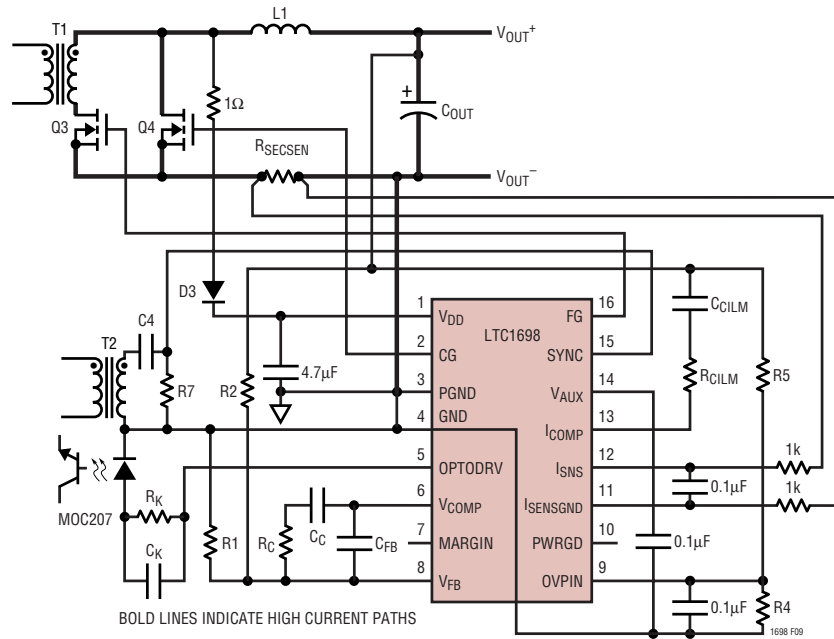 L1
VOUT+
T1
1Ω
+
COUT
Q3
Q4
RSECSEN
VOUT–
D3
1
VDD
LTC1698
FG
16
CCILM
C4
T2
2
CG
SYNC
15
4.7µF
R7
R2
3
PGND
VAUX
14
RCILM
R5
4
GND
ICOMP
13
5
OPTODRV
ISNS
12
1k
RK
6
VCOMP
ISENSGND
11
0.1µF
1k
MOC207
R1
RC
CC
CFB
7
MARGIN
PWRGD
10
0.1µF
CK
8
VFB
OVPIN
9
0.1µF
R4
BOLD LINES INDICATE HIGH CURRENT PATHS
1698 F09